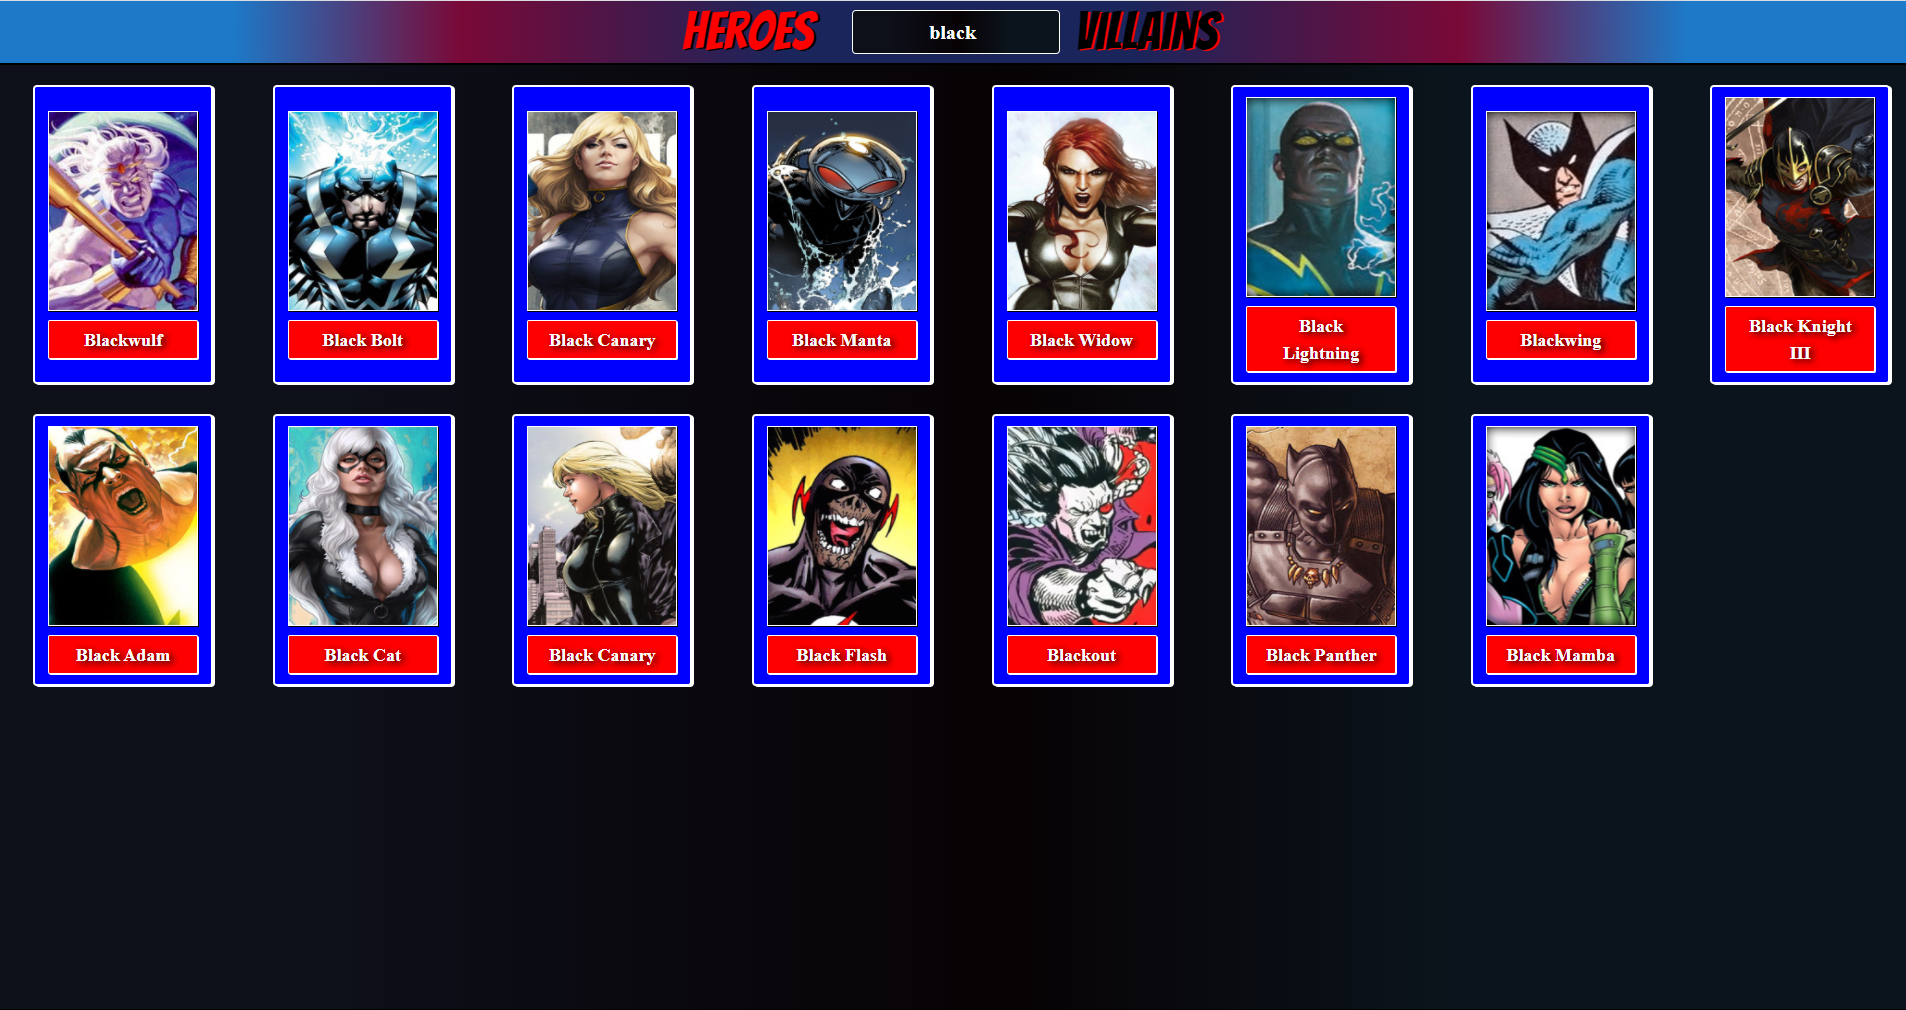 HEROES
black
VILLAINS
Blackwulf
Black Bolt
Black Canary
Black Manta
Black Widow
Black
Lightning
Blackwing
Black Knight
III
Black Adam
Black Cat
Black Canary
Black Flash
Blackout
Black Panther
Black Mamba